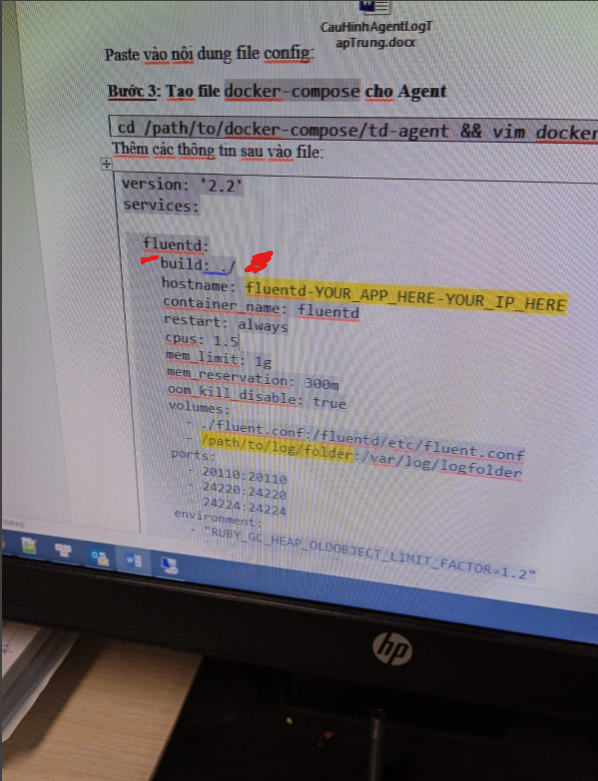 CauHinhAgentLogT
apTrung.docx
Paste vào nội dung file config:
Bước 3: Tao file docker-compose cho Agent
cd /path/to/docker-compose/td-agent && vim docker
Thêm các thông tin sau vào file:
version: '2.2'
services:
fluentd:
build: ./
hostname: fluentd-YOUR_APP_HERE-YOUR_IP_HERE
container_name: fluentd
restart: always
cpus: 1.5
mem_limit: 1g
mem_reservation: 300m
oom_kill_disable: true
volumes:
- ./fluent.conf:/fluentd/etc/fluent.conf
- /path/to/log/folder:/var/log/logfolder
ports:
- 20110:20110
- 24220:24220
- 24224:24224
environment:
- "RUBY_GC_HEAP_OLDOBJECT_LIMIT_FACTOR=1.2"
hp